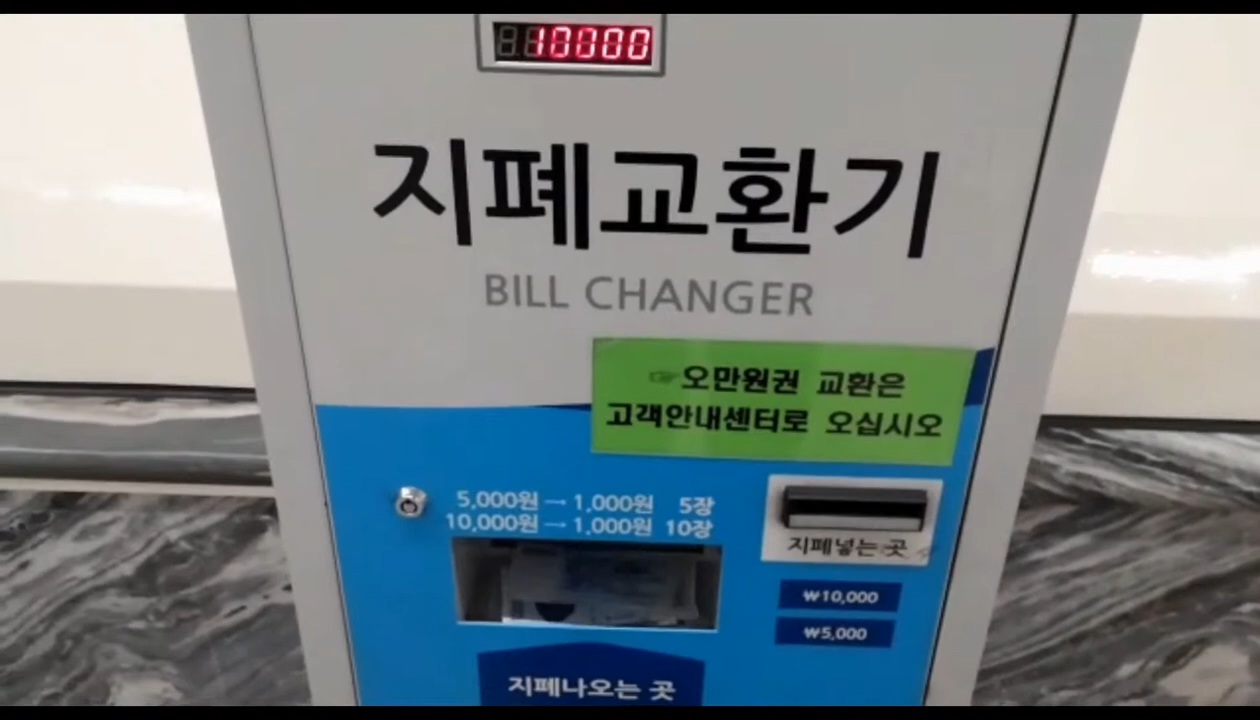 10000
지폐교환기
BILL CHANGER
☞오만원권 교환은
고객안내센터로 오십시오
5,000원→1,000원 5장
10,000원→1,000원 10장
지폐넣는 곳
₩10,000
₩5,000
지폐나오는 곳